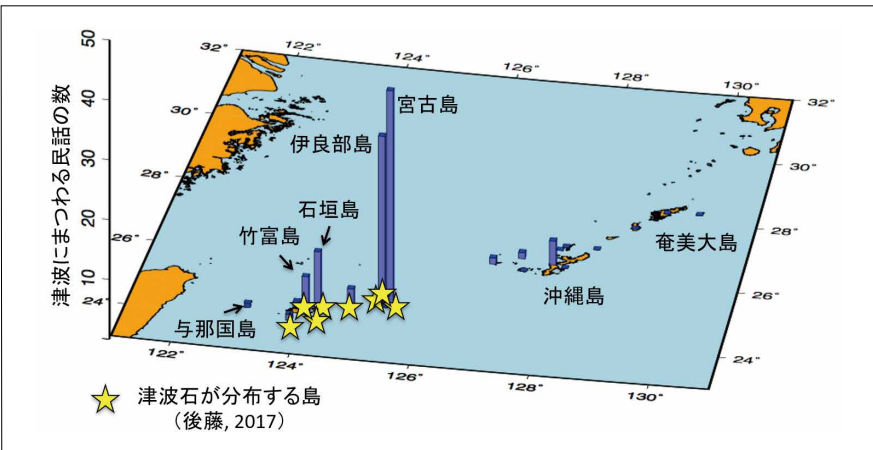 津波にまつわる民話の数
50
40
30
20
10
32°
30°
28°
26°
24°
122°
124°
126°
128°
130°
32°
30°
28°
26°
24°
122°
124°
126°
128°
130°
宮古島
伊良部島
石垣島
竹富島
与那国島
沖縄島
奄美大島
津波石が分布する島
（後藤, 2017）